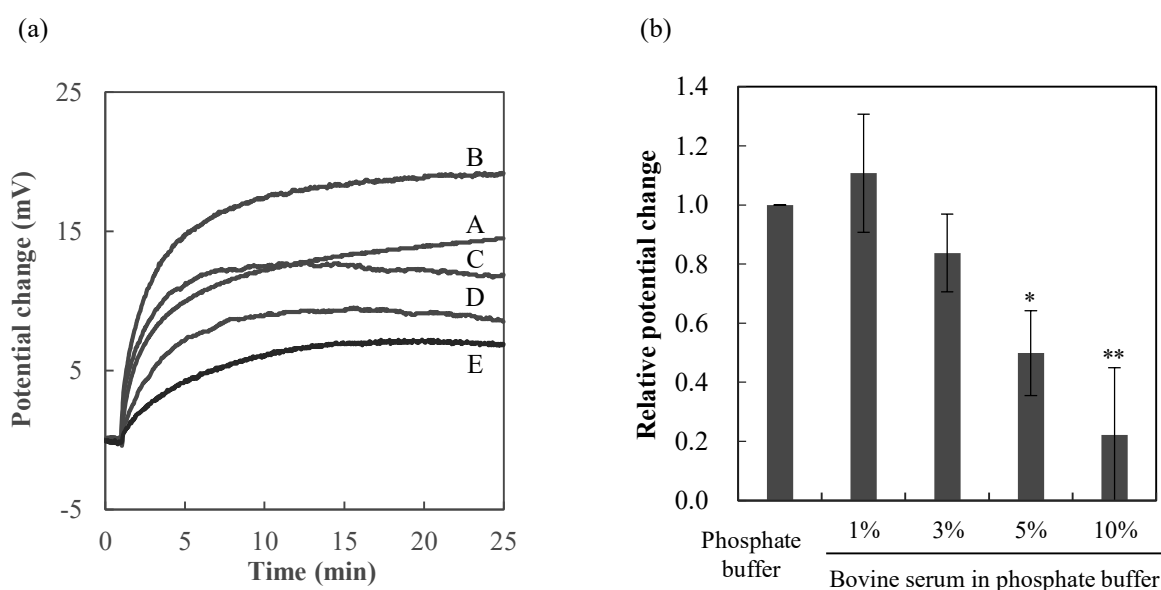 (a)
25
15
5
-5
Potential change (mV)
B
A
C
D
E
0 5 10 15 20 25
Time (min)
(b)
1.4
1.2
1.0
0.8
0.6
0.4
0.2
0.0
Relative potential change
*
**
Phosphate
buffer
1% 3% 5% 10%
Bovine serum in phosphate buffer